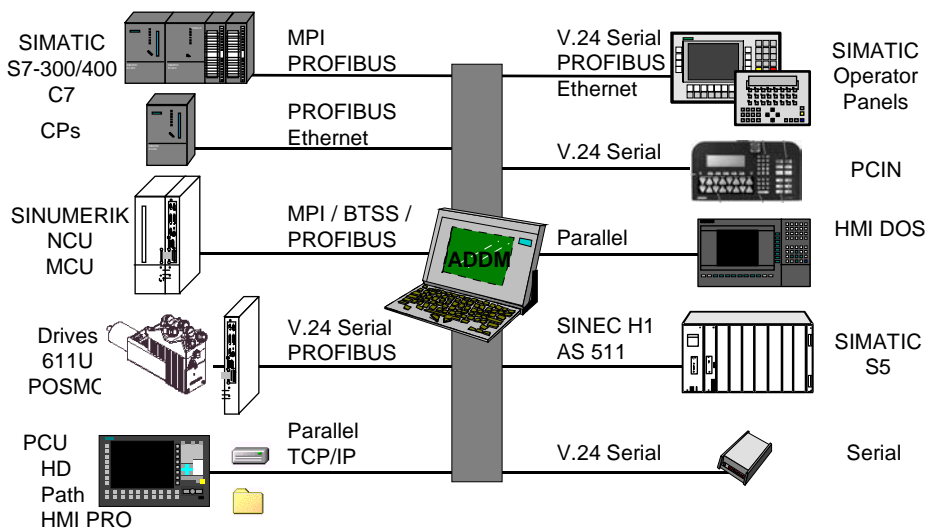 SIMATIC
S7-300/400
C7
CPs
MPI
PROFIBUS
PROFIBUS
Ethernet
SINUMERIK
NCU
MCU
MPI / BTSS /
PROFIBUS
Drives
611U
POSMC
V.24 Serial
PROFIBUS
PCU
HD
Path
HMI PRO
Parallel
TCP/IP
ADDM
V.24 Serial
PROFIBUS
Ethernet
SIMATIC
Operator
Panels
V.24 Serial
PCIN
Parallel
HMI DOS
SINEC H1
AS 511
SIMATIC
S5
V.24 Serial
Serial